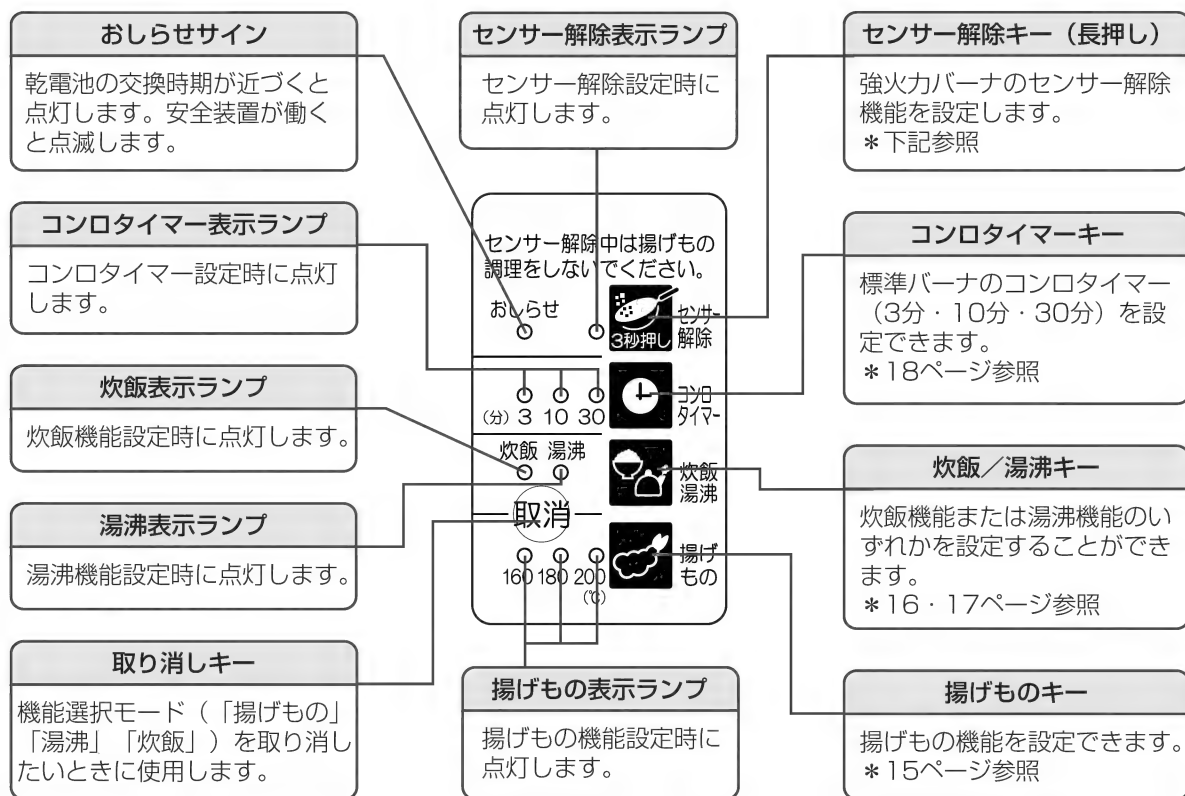 おしらせサイン
乾電池の交換時期が近づくと
点灯します。安全装置が働く
と点滅します。
コンロタイマー表示ランプ
コンロタイマー設定時に点灯
します。
炊飯表示ランプ
炊飯機能設定時に点灯します。
湯沸表示ランプ
湯沸機能設定時に点灯します。
取り消しキー
機能選択モード（「揚げもの」
「湯沸」「炊飯」）を取り消し
たいときに使用します。
センサー解除表示ランプ
センサー解除設定時に
点灯します。
センサー解除中は揚げもの
調理をしないでください。
おしらせ
3秒押し
センサー
解除
(分) 3 10 30
コンロ
タイマー
炊飯 湯沸
炊飯
湯沸
取消
160 180 200
(℃)
揚げ
もの
揚げもの表示ランプ
揚げもの機能設定時に
点灯します。
センサー解除キー（長押し）
強火力バーナのセンサー解除
機能を設定します。
＊下記参照
コンロタイマーキー
標準バーナのコンロタイマー
（3分・10分・30分）を設
定できます。
＊18ページ参照
炊飯／湯沸キー
炊飯機能または湯沸機能のい
ずれかを設定することができ
ます。
＊16・17ページ参照
揚げものキー
揚げもの機能を設定できます。
＊15ページ参照